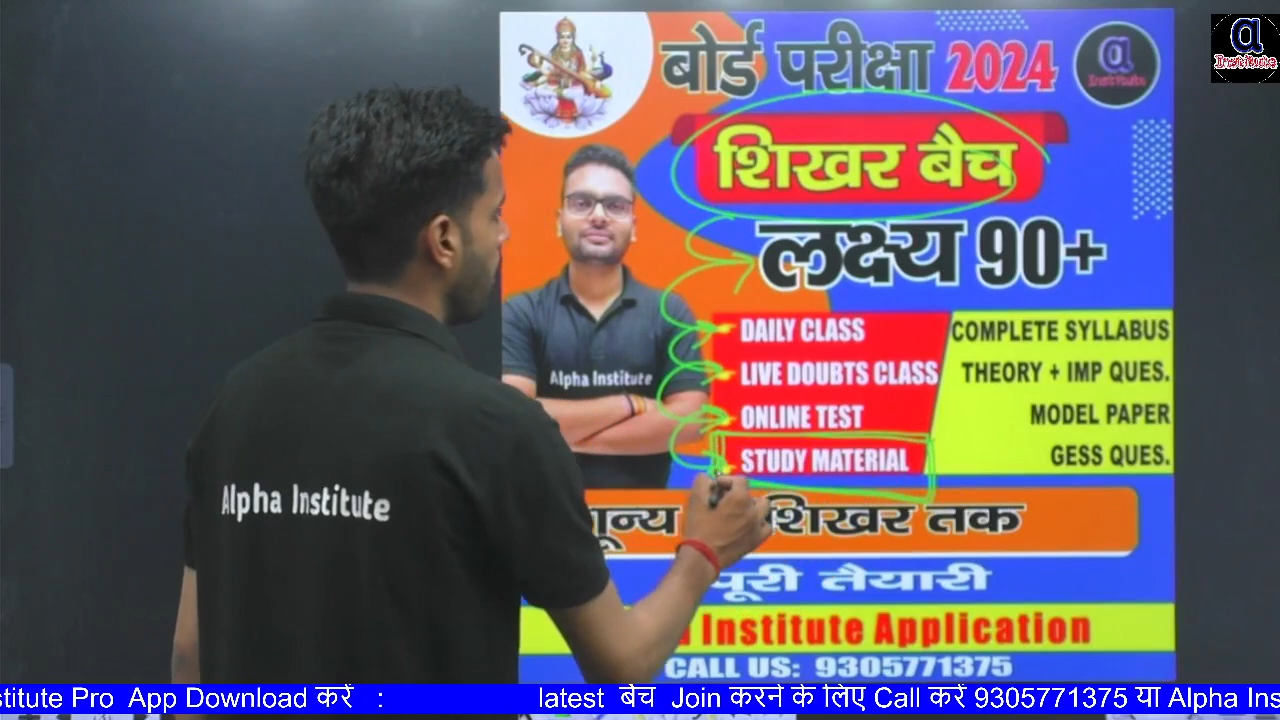 बोर्ड परीक्षा 2024
α
Institute
α
Institute
शिखर बैच
लक्ष्य 90+
DAILY CLASS
COMPLETE SYLLABUS
LIVE DOUBTS CLASS
THEORY + IMP QUES.
ONLINE TEST
MODEL PAPER
STUDY MATERIAL
GESS QUES.
Alpha Institute
Alpha Institute
शिखर तक
पूरी तैयारी
Institute Application
CALL US: 9305771375
Pro App Download करें : latest बैच Join करने के लिए Call करें 9305771375 या Alpha